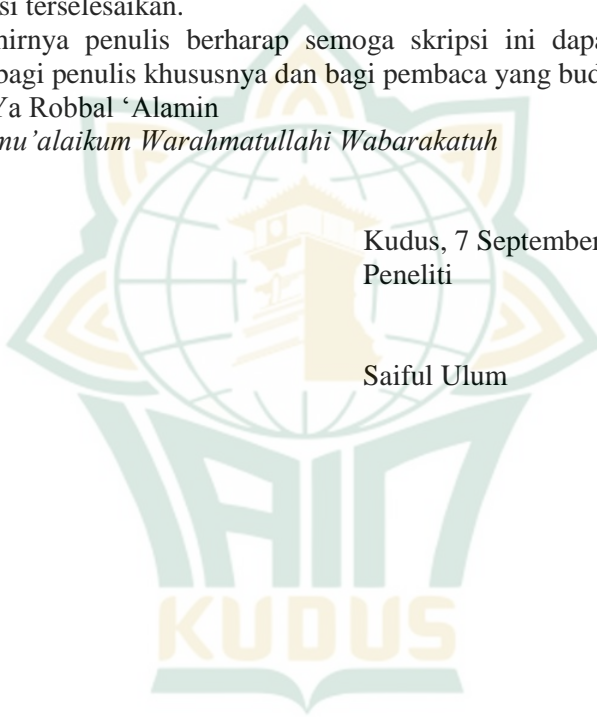 si terselesaikan.
hirnya penulis berharap semoga skripsi ini dapa
bagi penulis khususnya dan bagi pembaca yang bud
Ya Robbal ‘Alamin
mu’alaikum Warahmatullahi Wabarakatuh
Kudus, 7 September
Peneliti
Saiful Ulum
IAIN
KUDUS